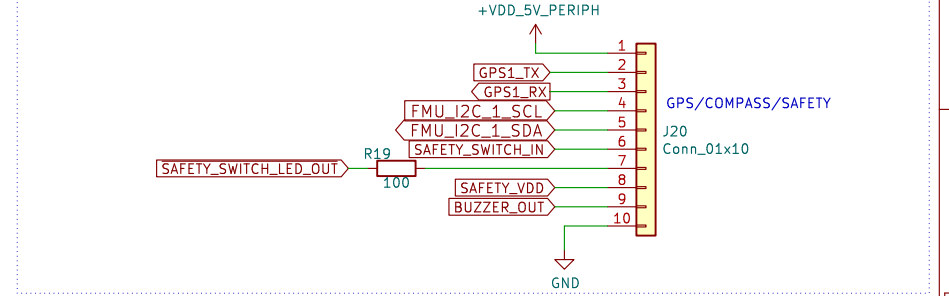 +VDD_5V_PERIPH
1
GPS1_TX 2
GPS1_RX 3
FMU_I2C_1_SCL 4
GPS/COMPASS/SAFETY
FMU_I2C_1_SDA 5
J20
SAFETY_SWITCH_IN 6
Conn_01x10
R19
SAFETY_SWITCH_LED_OUT 7
100
SAFETY_VDD 8
BUZZER_OUT 9
10
GND